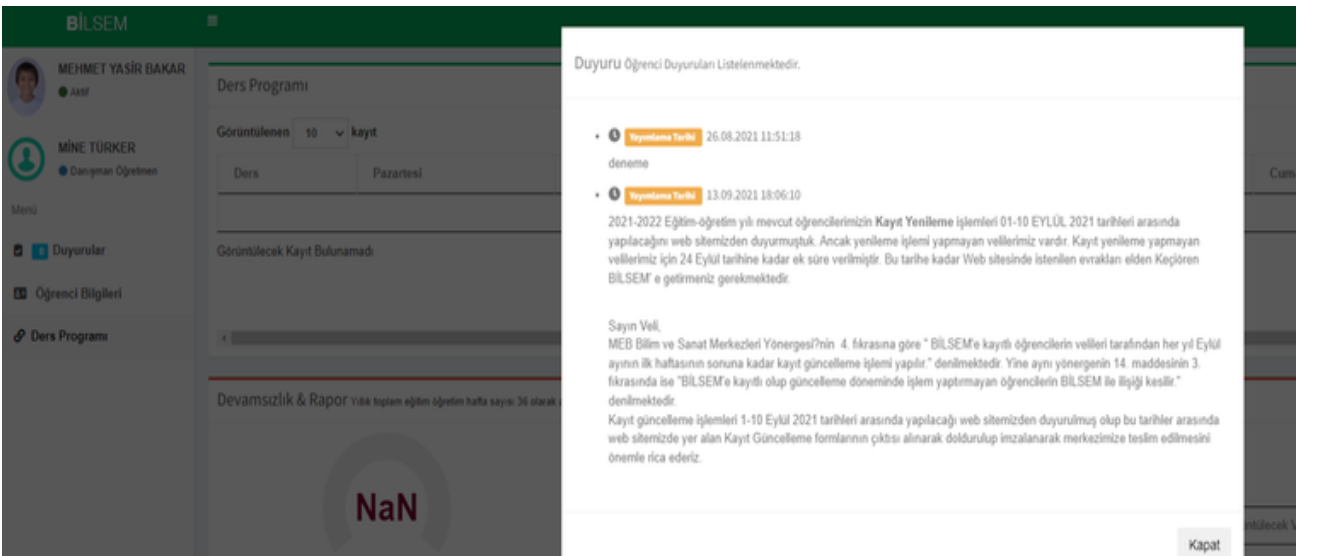 BİLSEM
MEHMET YASİR BAKAR
Aktif
MİNE TÜRKER
Danışman Öğretmen
Menü
Duyurular
Öğrenci Bilgileri
Ders Programı
Ders Programı
Görüntülenen 10 kayıt
Ders Pazartesi Cum
Görüntülecek Kayıt Bulunamadı
Devamsızlık & Rapor Yıllık toplam eğitim öğretim hafta sayısı 36 olarak
NaN
Duyuru Öğrenci Duyuruları Listelenmektedir.
Yayımlama Tarihi 26.08.2021 11:51:18
deneme
Yayımlama Tarihi 13.09.2021 18:06:10
2021-2022 Eğitim-öğretim yılı mevcut öğrencilerimizin Kayıt Yenileme işlemleri 01-10 EYLÜL 2021 tarihleri arasında
yapılacağını web sitemizden duyurmuştuk. Ancak yenileme işlemi yapmayan velilerimiz vardır. Kayıt yenileme yapmayan
velilerimiz için 24 Eylül tarihine kadar ek süre verilmiştir. Bu tarihe kadar Web sitesinde istenilen evrakları elden Keçiören
BİLSEM' e getirmeniz gerekmektedir.
Sayın Veli,
MEB Bilim ve Sanat Merkezleri Yönergesi?nin 4. fıkrasına göre " BİLSEM'e kayıtlı öğrencilerin velileri tarafından her yıl Eylül
ayının ilk haftasının sonuna kadar kayıt güncelleme işlemi yapılır." denilmektedir. Yine aynı yönergenin 14. maddesinin 3.
fıkrasında ise "BİLSEM'e kayıtlı olup güncelleme döneminde işlem yaptırmayan öğrencilerin BİLSEM ile ilişiği kesilir."
denilmektedir.
Kayıt güncelleme işlemleri 1-10 Eylül 2021 tarihleri arasında yapılacağı web sitemizden duyurulmuş olup bu tarihler arasında
web sitemizde yer alan Kayıt Güncelleme formlarının çıktısı alınarak doldurulup imzalanarak merkezimize teslim edilmesini
önemle rica ederiz.
ntülecek V
Kapat